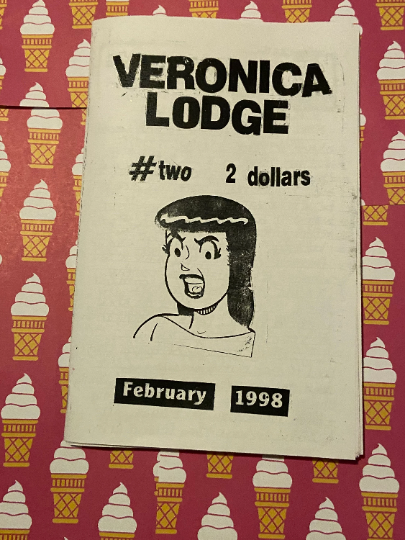 VERONICA
LODGE
#two 2 dollars
February 1998